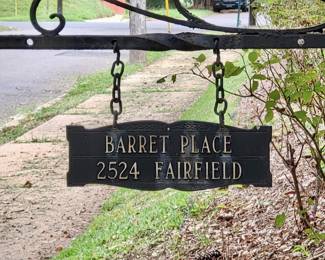 BARRET PLACE
2524 FAIRFIELD